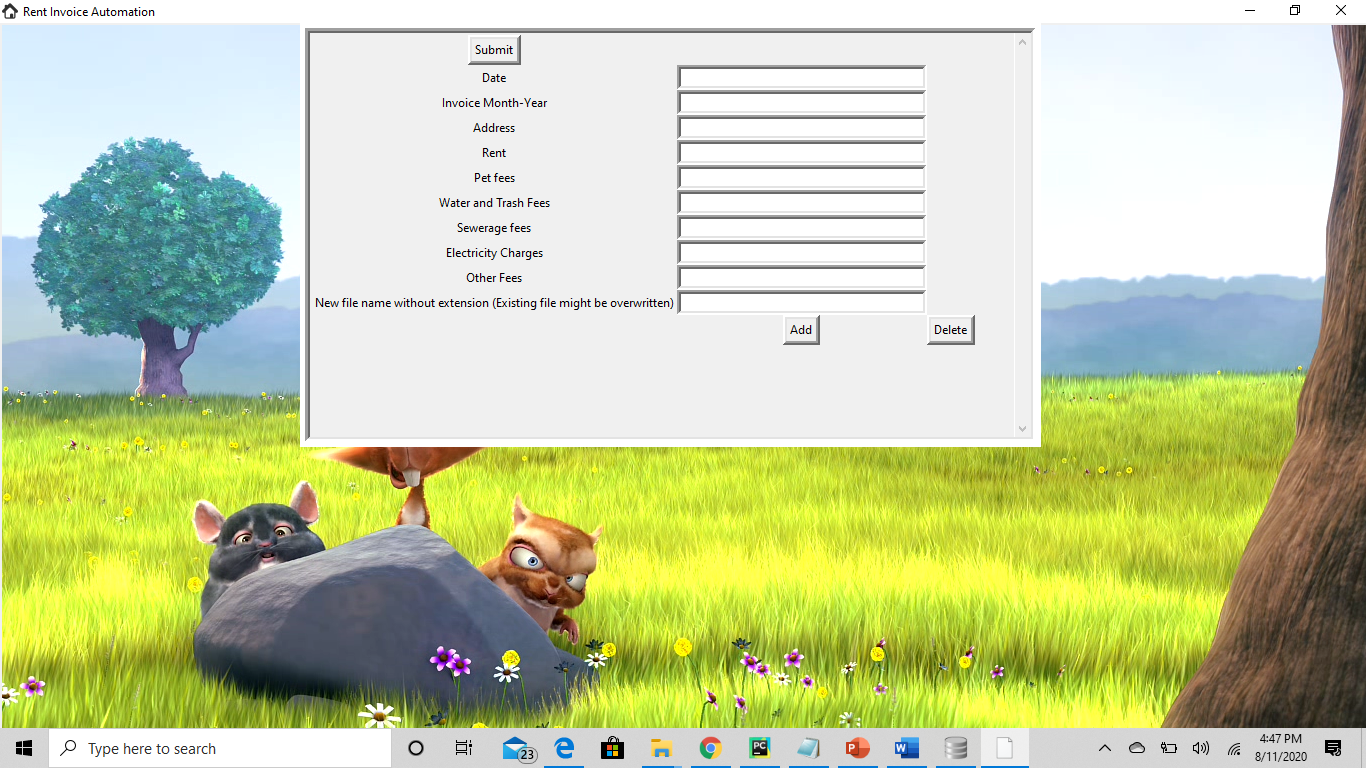 Rent Invoice Automation
Submit
Date
Invoice Month-Year
Address
Rent
Pet fees
Water and Trash Fees
Sewerage fees
Electricity Charges
Other Fees
New file name without extension (Existing file might be overwritten)
Add Delete
Type here to search
23
PC
P
W
4:47 PM
8/11/2020